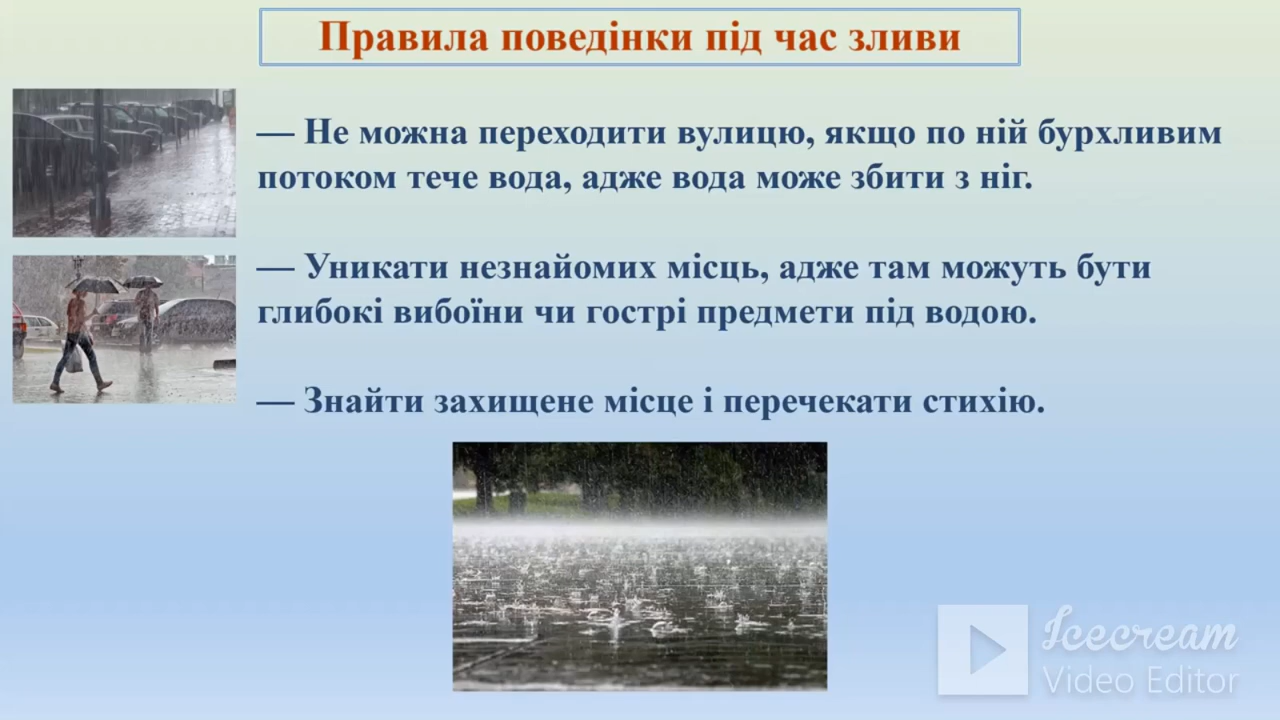 Правила поведінки під час зливи
— Не можна переходити вулицю, якщо по ній бурхливим
потоком тече вода, адже вода може збити з ніг.
— Уникати незнайомих місць, адже там можуть бути
глибокі вибоїни чи гострі предмети під водою.
— Знайти захищене місце і перечекати стихію.
Icecream
Video Editor